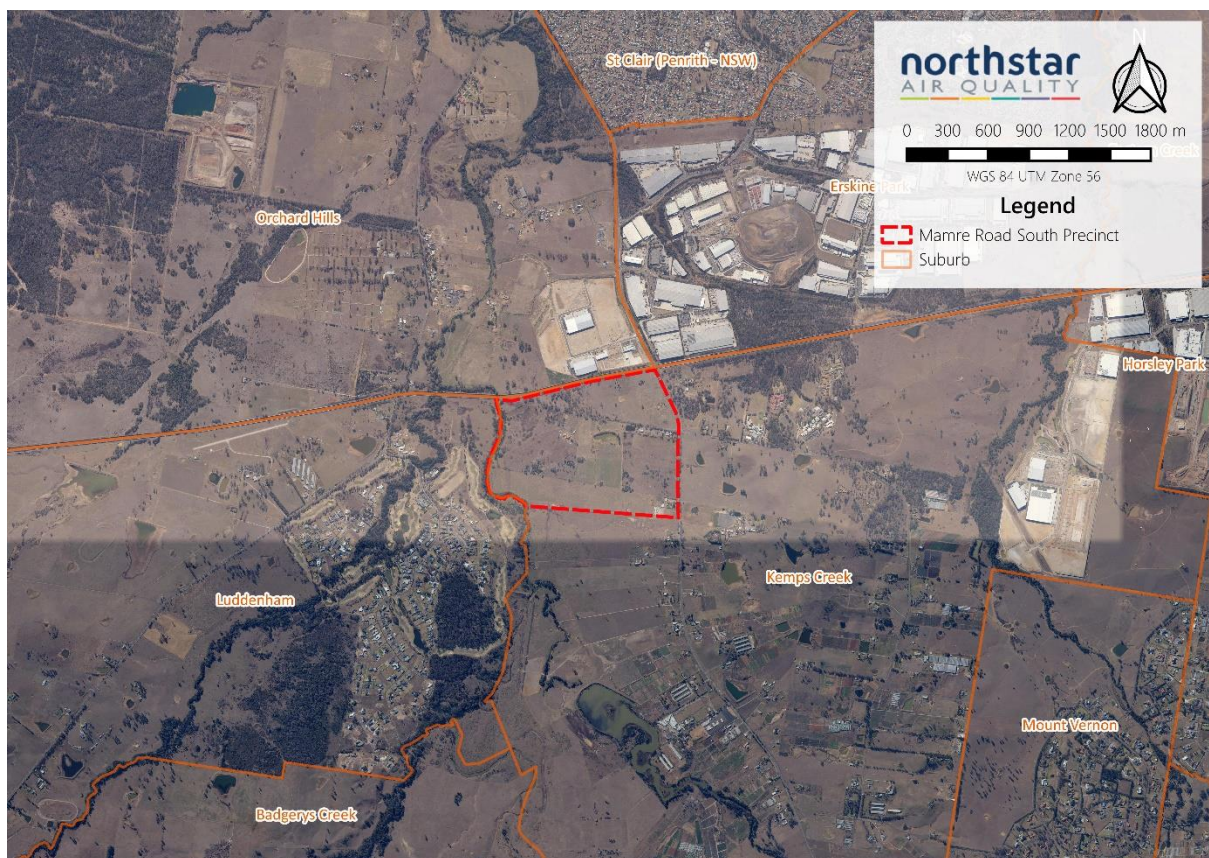 St Clair (Penrith - NSW)
northstar
AIR QUALITY
N
0 300 600 900 1200 1500 1800 m
WGS 84 UTM Zone 56
Legend
Mamre Road South Precinct
Suburb
Creek
Erskine Park
Orchard Hills
Horsley Park
Kemps Creek
Luddenham
Mount Vernon
Badgerys Creek